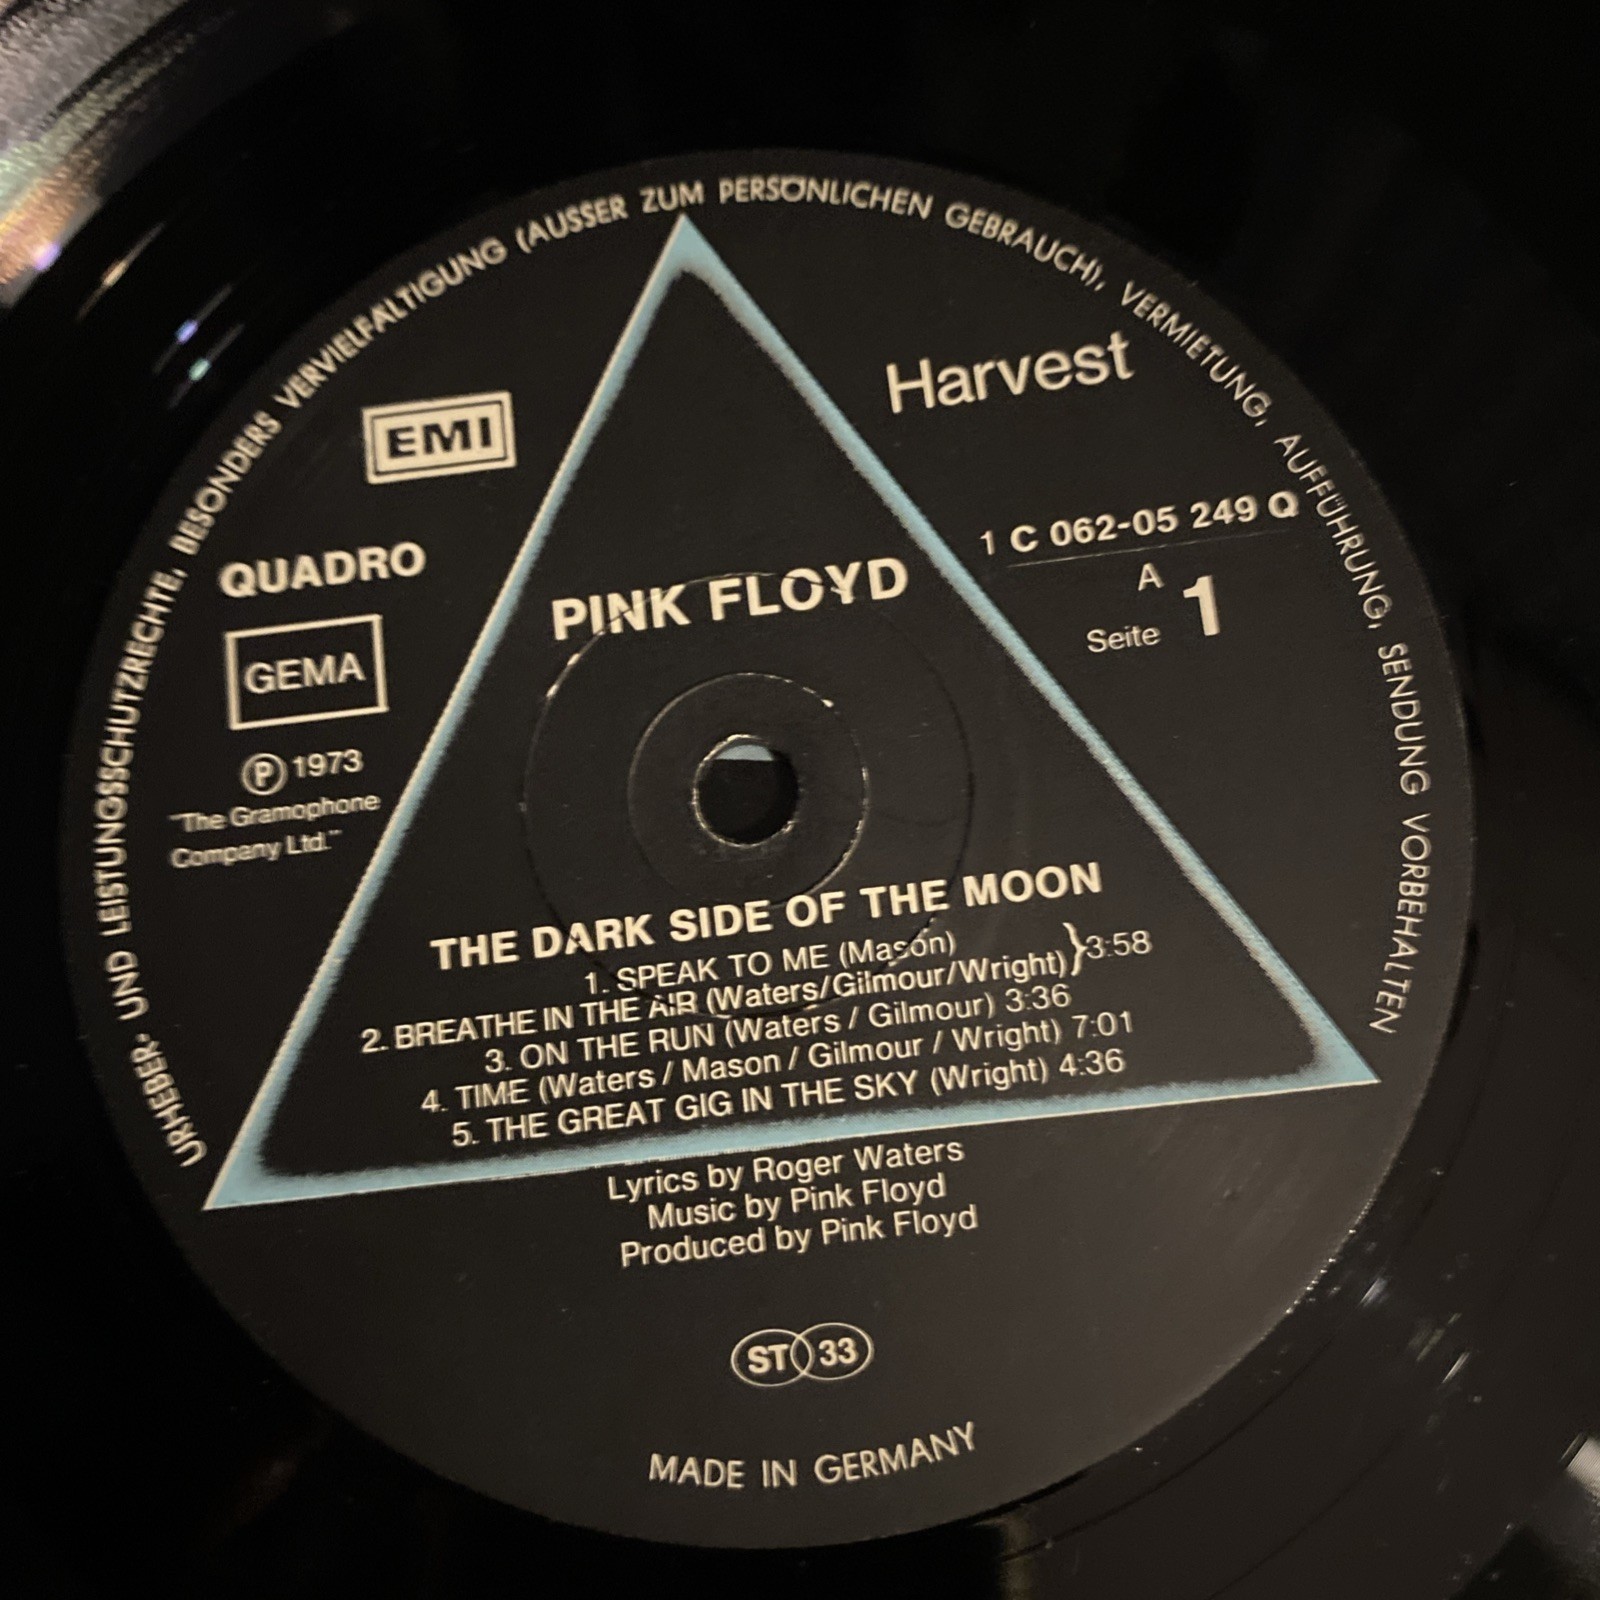 URHEBER- UND LEISTUNGSSCHUTZRECHTE, BESONDERS VERVIELFÄLTIGUNG (AUSSER ZUM PERSÖNLICHEN GEBRAUCH), VERMIETUNG, AUFFÜHRUNG, SENDUNG VORBEHALTEN
EMI
Harvest
QUADRO
1 C 062-05 249 Q
A
GEMA
Seite 1
PINK FLOYD
Ⓟ 1973
"The Gramophone
Company Ltd."
THE DARK SIDE OF THE MOON
1. SPEAK TO ME (Mason)
2. BREATHE IN THE AIR (Waters/Gilmour/Wright)}3:58
3. ON THE RUN (Waters / Gilmour) 3:36
4. TIME (Waters / Mason / Gilmour / Wright) 7:01
5. THE GREAT GIG IN THE SKY (Wright) 4:36
Lyrics by Roger Waters
Music by Pink Floyd
Produced by Pink Floyd
ST 33
MADE IN GERMANY